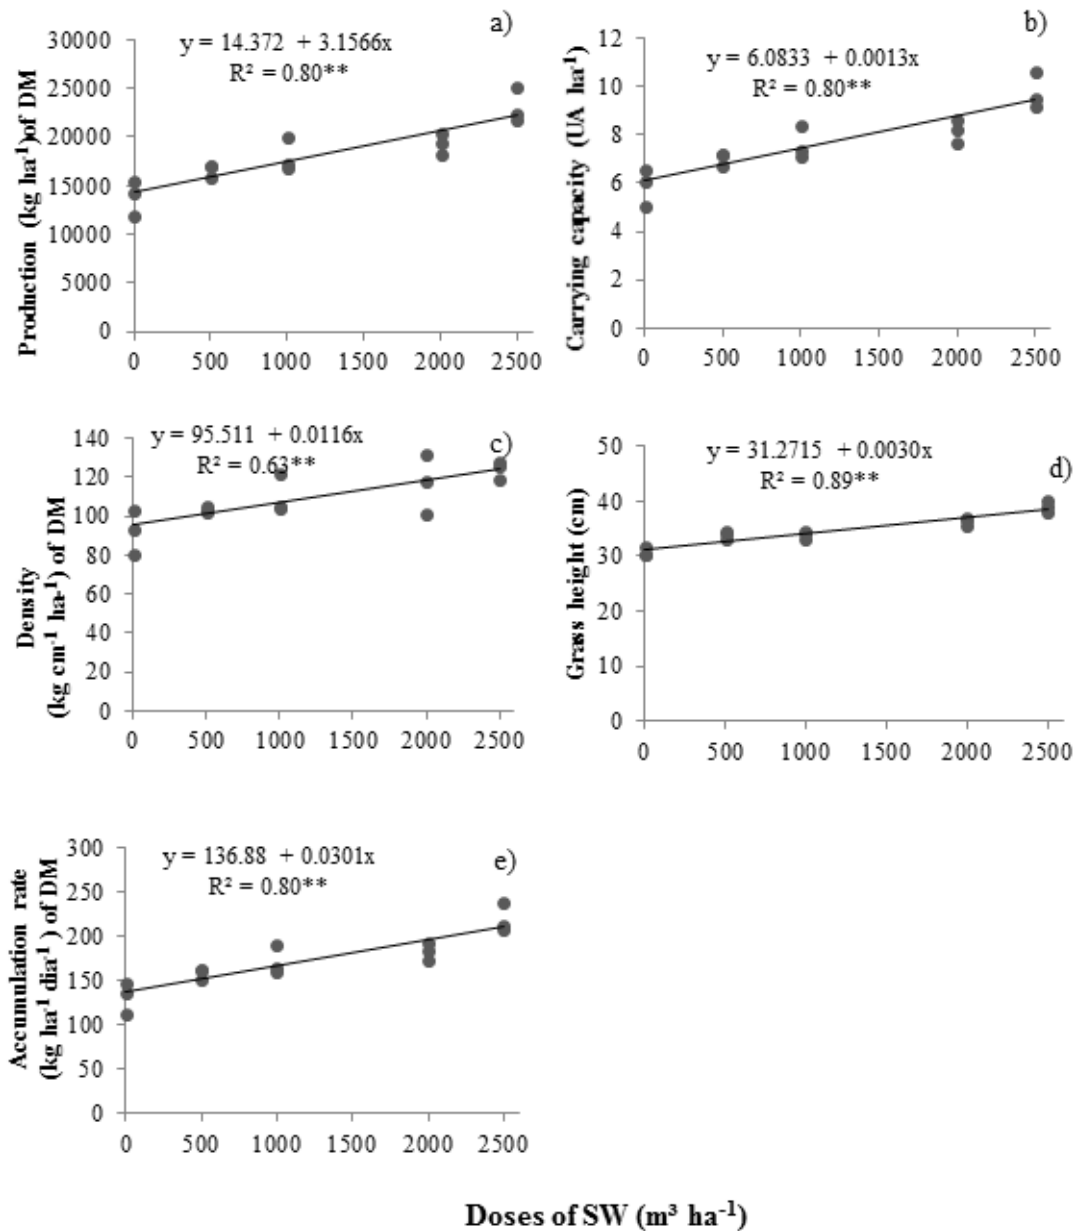 a)
y = 14.372 + 3.1566x
R² = 0.80**
Production (kg ha⁻¹)of DM
30000
25000
20000
15000
10000
5000
0
0 500 1000 1500 2000 2500
b)
y = 6.0833 + 0.0013x
R² = 0.80**
Carrying capacity (UA ha⁻¹)
12
10
8
6
4
2
0
0 500 1000 1500 2000 2500
c)
y = 95.511 + 0.0116x
R² = 0.63**
Density
(kg cm⁻¹ ha-¹) of DM
140
120
100
80
60
40
20
0
0 500 1000 1500 2000 2500
d)
y = 31.2715 + 0.0030x
R² = 0.89**
Grass height (cm)
50
40
30
20
10
0
0 500 1000 1500 2000 2500
e)
y = 136.88 + 0.0301x
R² = 0.80**
Accumulation rate
(kg ha⁻¹ dia⁻¹ ) of DM
300
250
200
150
100
50
0
0 500 1000 1500 2000 2500
Doses of SW (m³ ha⁻¹)